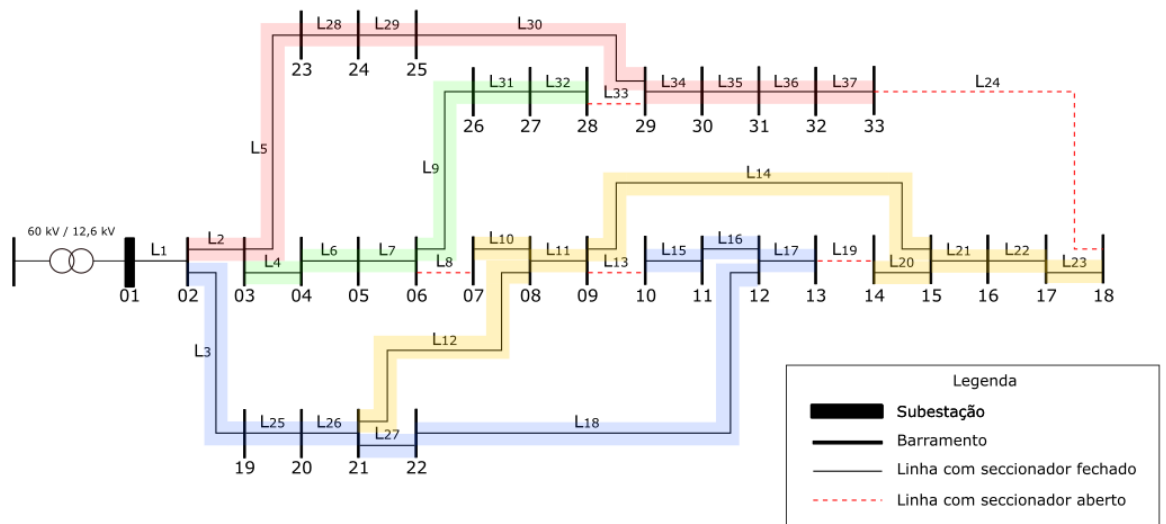 L28 L29 L30
23 24 25
L31 L32 L33 L34 L35 L36 L37 L24
26 27 28 29 30 31 32 33
L5
L9
L14
60 kV / 12,6 kV
L1 L2 L4 L6 L7 L8 L10 L11 L13 L15 L16 L17 L19 L20 L21 L22 L23
01 02 03 04 05 06 07 08 09 10 11 12 13 14 15 16 17 18
L3
L12
L25 L26 L27 L18
19 20 21 22
Legenda
Subestação
Barramento
Linha com seccionador fechado
Linha com seccionador aberto